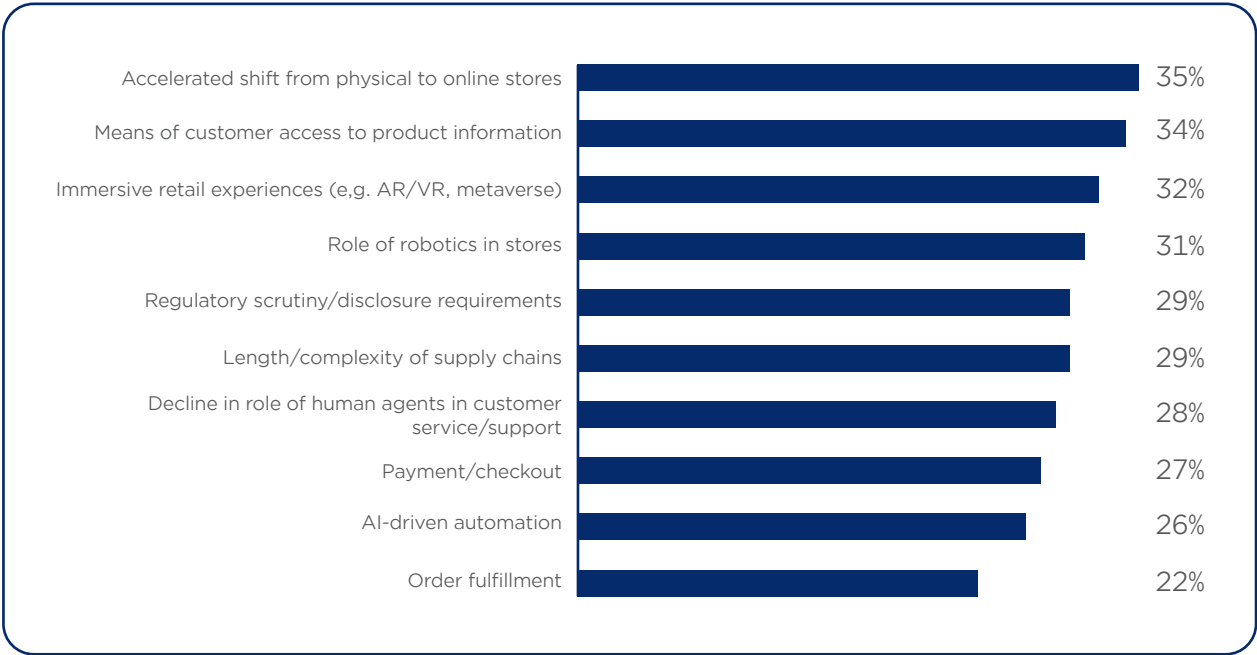 Accelerated shift from physical to online stores 35%
Means of customer access to product information 34%
Immersive retail experiences (e,g. AR/VR, metaverse) 32%
Role of robotics in stores 31%
Regulatory scrutiny/disclosure requirements 29%
Length/complexity of supply chains 29%
Decline in role of human agents in customer
service/support 28%
Payment/checkout 27%
AI-driven automation 26%
Order fulfillment 22%